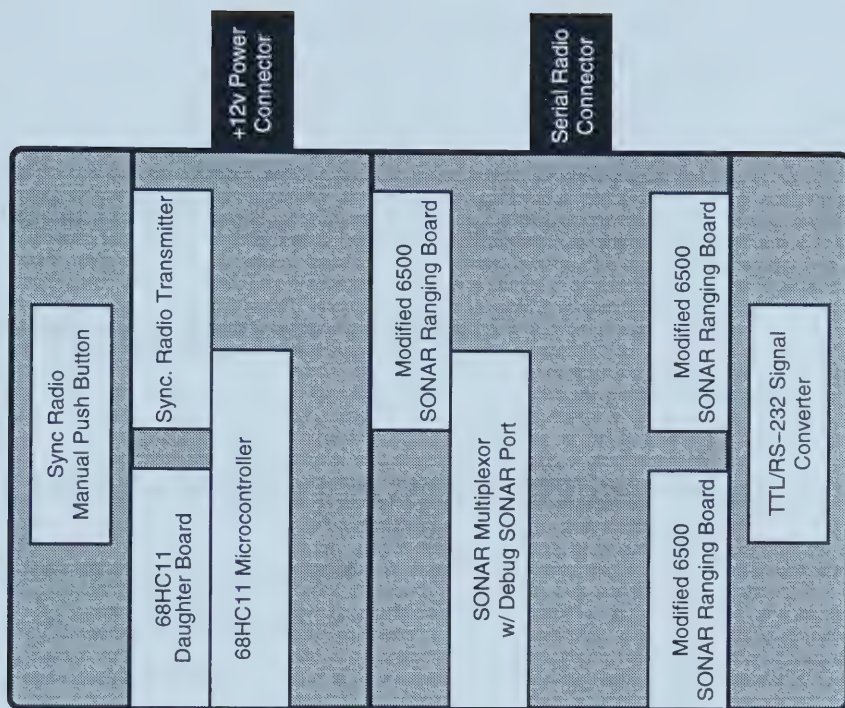 +12v Power
Connector
Serial Radio
Connector
Sync Radio
Manual Push Button
Sync. Radio Transmitter
68HC11
Daughter Board
68HC11 Microcontroller
Modified 6500
SONAR Ranging Board
SONAR Multiplexor
w/ Debug SONAR Port
Modified 6500
SONAR Ranging Board
Modified 6500
SONAR Ranging Board
TTL/RS-232 Signal
Converter